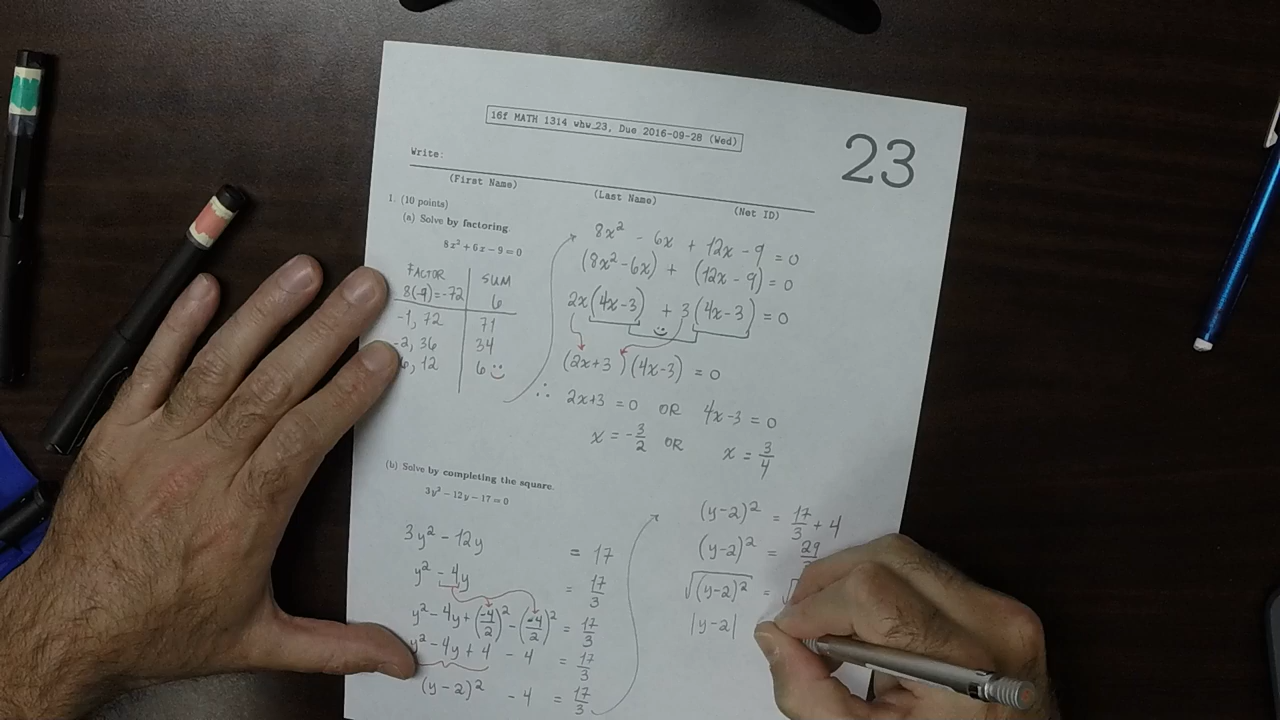 16f MATH 1314 whw_23, Due 2016-09-28 (Wed)
23
Write:
(First Name) (Last Name) (Net ID)
1. (10 points)
(a) Solve by factoring
8x² + 6x − 9 = 0
FACTOR SUM
8(-9)=-72 6
-1, 72 71
-2, 36 34
6, 12 6
8x² - 6x + 12x - 9 = 0
(8x² - 6x) + (12x - 9) = 0
2x(4x-3) + 3(4x-3) = 0
(2x+3)(4x-3) = 0
∴ 2x+3 = 0 OR 4x-3 = 0
x = -3/2 OR x = 3/4
(b) Solve by completing the square.
3y² − 12y − 17 = 0
3y² - 12y = 17
y² - 4y = 17/3
y² - 4y + (-4/2)² - (-4/2)² = 17/3
y² - 4y + 4 - 4 = 17/3
(y-2)² - 4 = 17/3
(y-2)² = 17/3 + 4
(y-2)² = 29
√(y-2)² = √
|y-2|